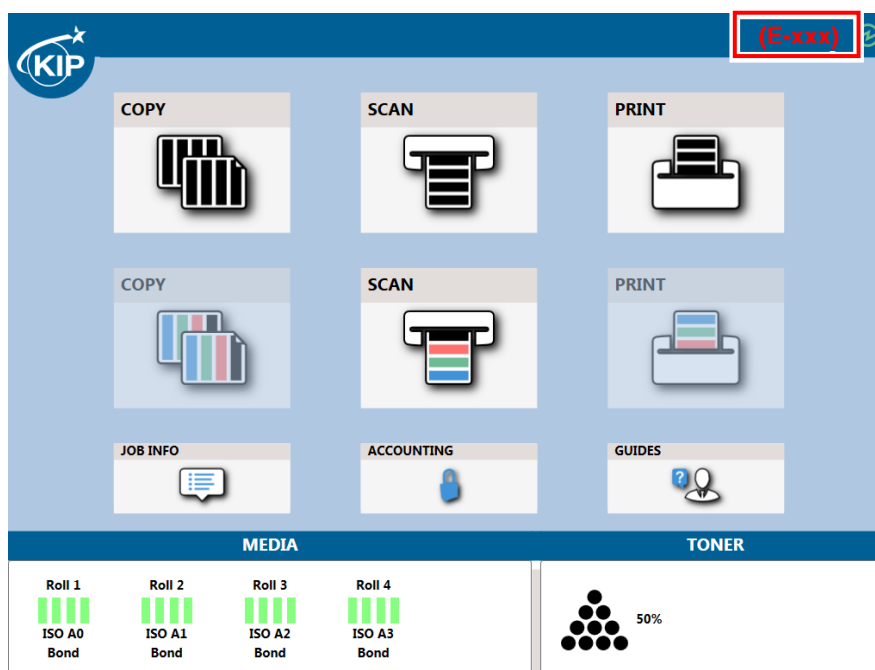 (E-xxx)
KIP
COPY
SCAN
PRINT
COPY
SCAN
PRINT
JOB INFO
ACCOUNTING
GUIDES
?
MEDIA
TONER
Roll 1
Roll 2
Roll 3
Roll 4
ISO A0
ISO A1
ISO A2
ISO A3
Bond
Bond
Bond
Bond
50%